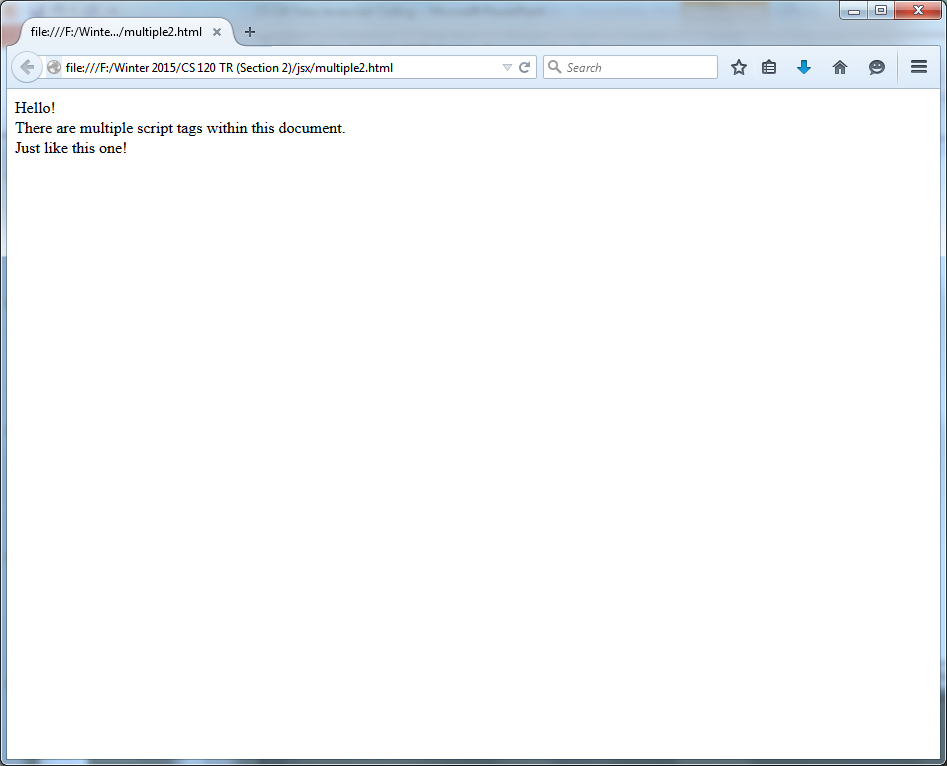 file:///F:/Winte.../multiple2.html
file:///F:/Winter 2015/CS 120 TR (Section 2)/jsx/multiple2.html
Search
Hello!
There are multiple script tags within this document.
Just like this one!